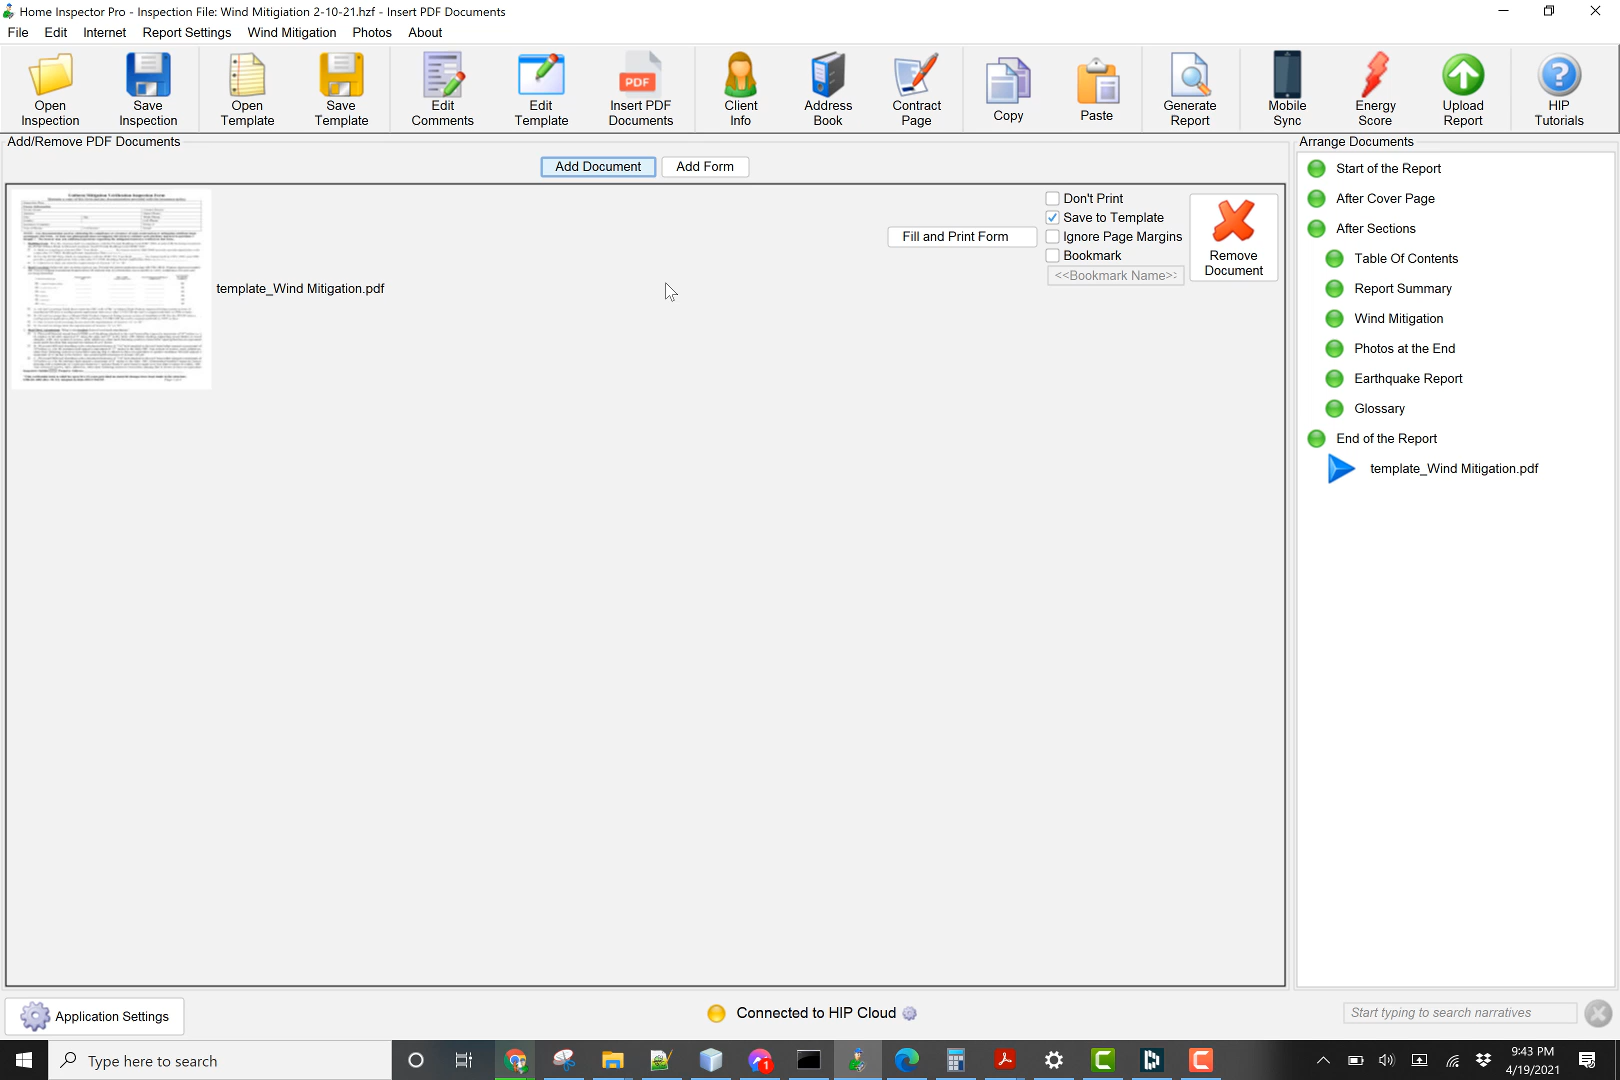 Home Inspector Pro - Inspection File: Wind Mitigiation 2-10-21.hzf - Insert PDF Documents
File Edit Internet Report Settings Wind Mitigation Photos About
Open Inspection
Save Inspection
Open Template
Save Template
Edit Comments
Edit Template
PDF
Insert PDF Documents
Client Info
Address Book
Contract Page
Copy
Paste
Generate Report
Mobile Sync
Energy Score
Upload Report
HIP Tutorials
Add/Remove PDF Documents
Add Document
Add Form
template_Wind Mitigation.pdf
Fill and Print Form
Don't Print
Save to Template
Ignore Page Margins
Bookmark
<<Bookmark Name>>
Remove Document
Arrange Documents
Start of the Report
After Cover Page
After Sections
Table Of Contents
Report Summary
Wind Mitigation
Photos at the End
Earthquake Report
Glossary
End of the Report
template_Wind Mitigation.pdf
Application Settings
Connected to HIP Cloud
Start typing to search narratives
Type here to search
1
9:43 PM
4/19/2021